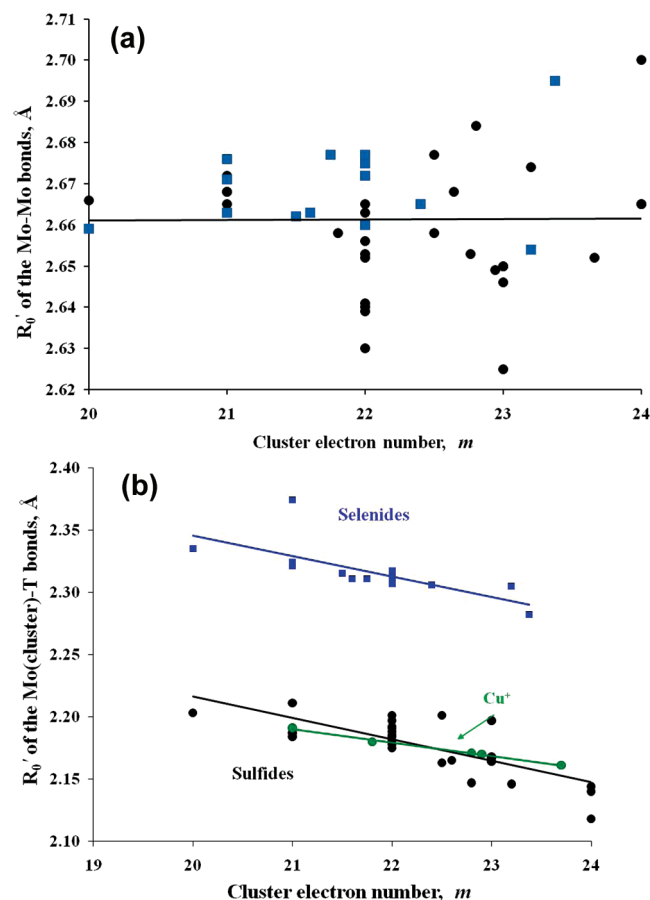 (a)
2.71
2.70
2.69
2.68
2.67
2.66
2.65
2.64
2.63
2.62
R₀' of the Mo-Mo bonds, Å
20 21 22 23 24
Cluster electron number, m
(b)
2.40
2.35
2.30
2.25
2.20
2.15
2.10
R₀' of the Mo(cluster)-T bonds, Å
Selenides
Cu⁺
Sulfides
19 20 21 22 23 24
Cluster electron number, m